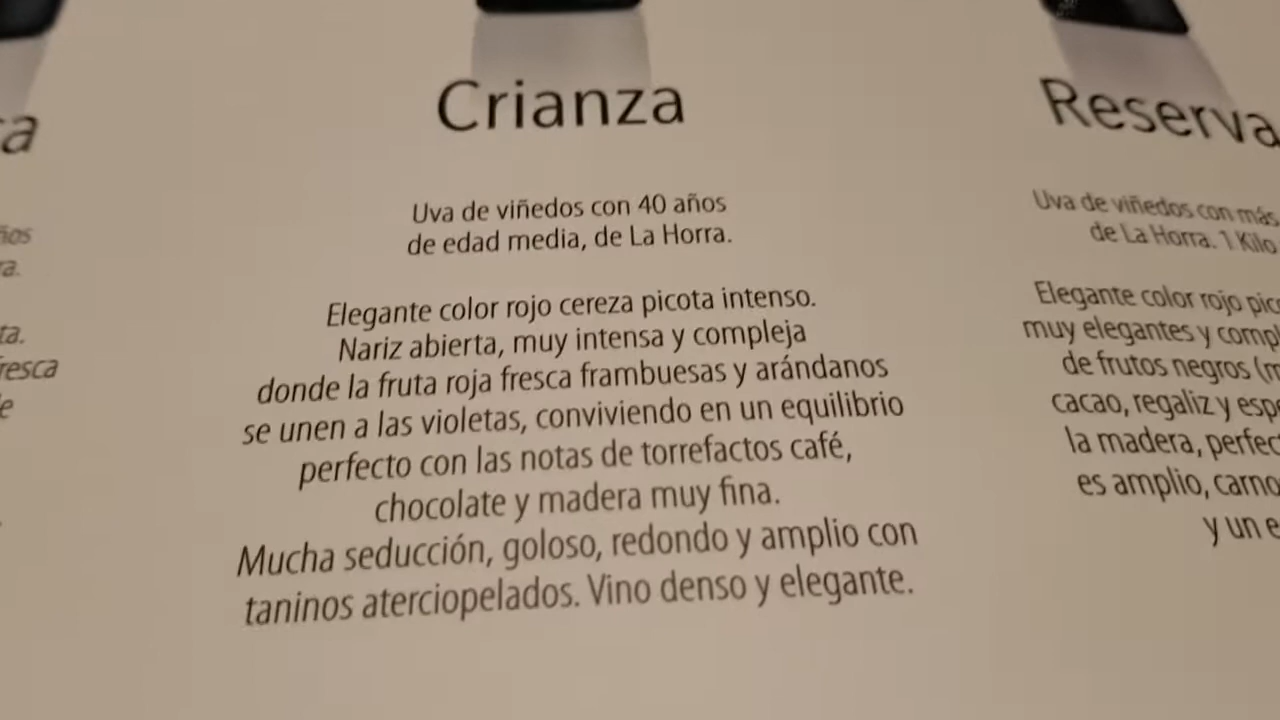 Crianza
Uva de viñedos con 40 años
de edad media, de La Horra.
Elegante color rojo cereza picota intenso.
Nariz abierta, muy intensa y compleja
donde la fruta roja fresca frambuesas y arándanos
se unen a las violetas, conviviendo en un equilibrio
perfecto con las notas de torrefactos café,
chocolate y madera muy fina.
Mucha seducción, goloso, redondo y amplio con
taninos aterciopelados. Vino denso y elegante.
Reserva
Uva de viñedos con más
de La Horra. 1 Kilo
Elegante color rojo
muy elegantes y
de frutos negros
cacao, regaliz y
la madera,
es amplio,
y un